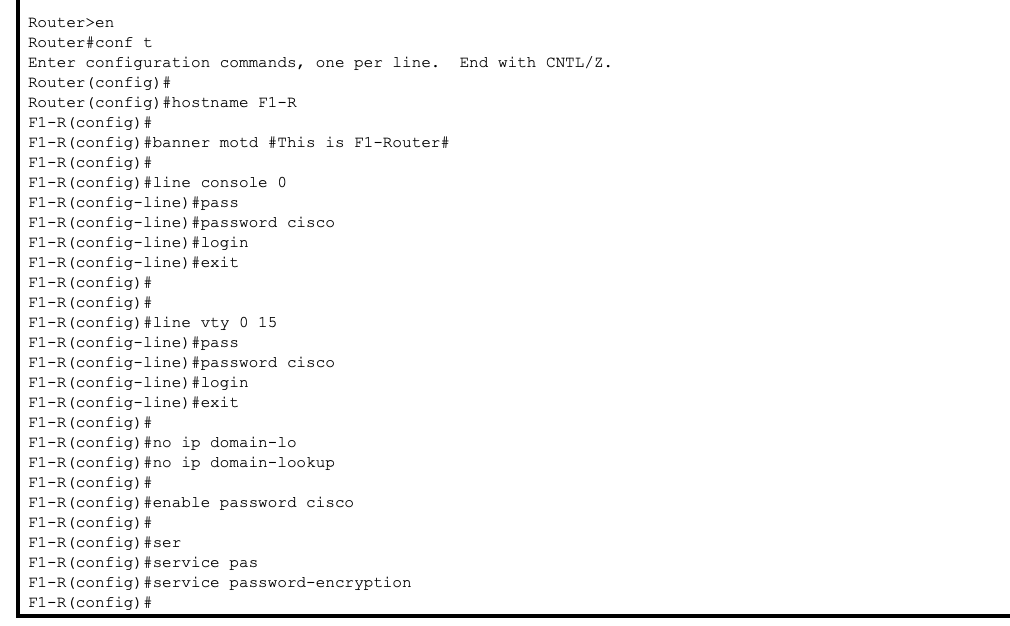 Router>en
Router#conf t
Enter configuration commands, one per line.  End with CNTL/Z.
Router(config)#
Router(config)#hostname F1-R
F1-R(config)#
F1-R(config)#banner motd #This is F1-Router#
F1-R(config)#
F1-R(config)#line console 0
F1-R(config-line)#pass
F1-R(config-line)#password cisco
F1-R(config-line)#login
F1-R(config-line)#exit
F1-R(config)#
F1-R(config)#
F1-R(config)#line vty 0 15
F1-R(config-line)#pass
F1-R(config-line)#password cisco
F1-R(config-line)#login
F1-R(config-line)#exit
F1-R(config)#
F1-R(config)#no ip domain-lo
F1-R(config)#no ip domain-lookup
F1-R(config)#
F1-R(config)#enable password cisco
F1-R(config)#
F1-R(config)#ser
F1-R(config)#service pas
F1-R(config)#service password-encryption
F1-R(config)#